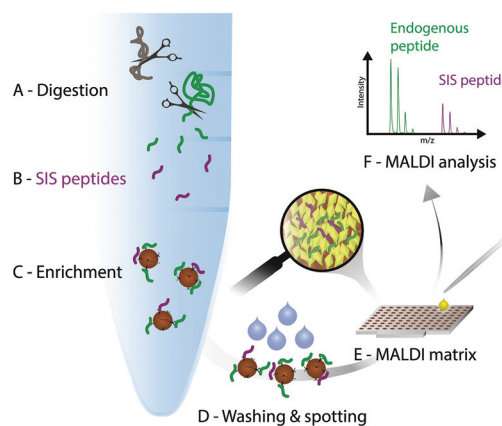 A - Digestion
B - SIS peptides
C - Enrichment
D - Washing & spotting
E - MALDI matrix
F - MALDI analysis
Endogenous
peptide
SIS peptid
Intensity
m/z